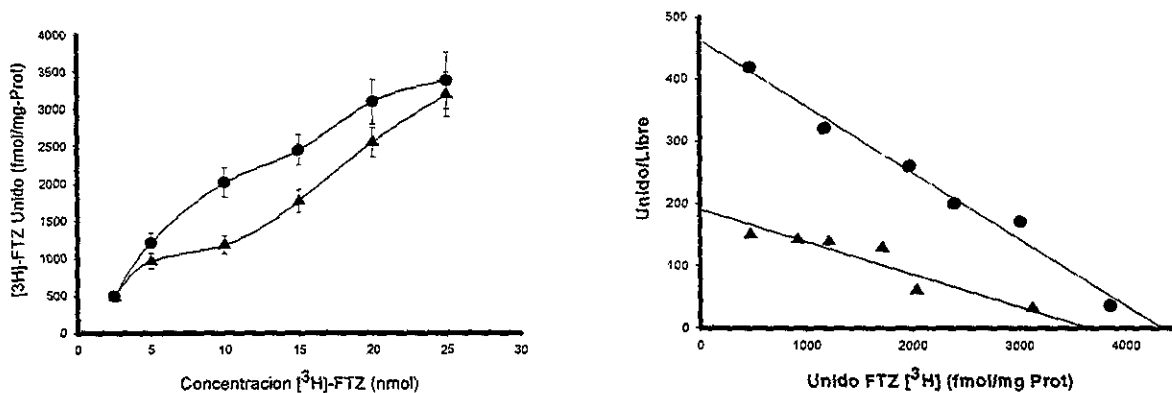 [3H]-FTZ Unido (fmol/mg-Prot)
4000
3500
3000
2500
2000
1500
1000
500
0
0 5 10 15 20 25 30
Concentracion [³H]-FTZ (nmol)
Unido/Libre
500
400
300
200
100
0
0 1000 2000 3000 4000
Unido FTZ [³H] (fmol/mg Prot)